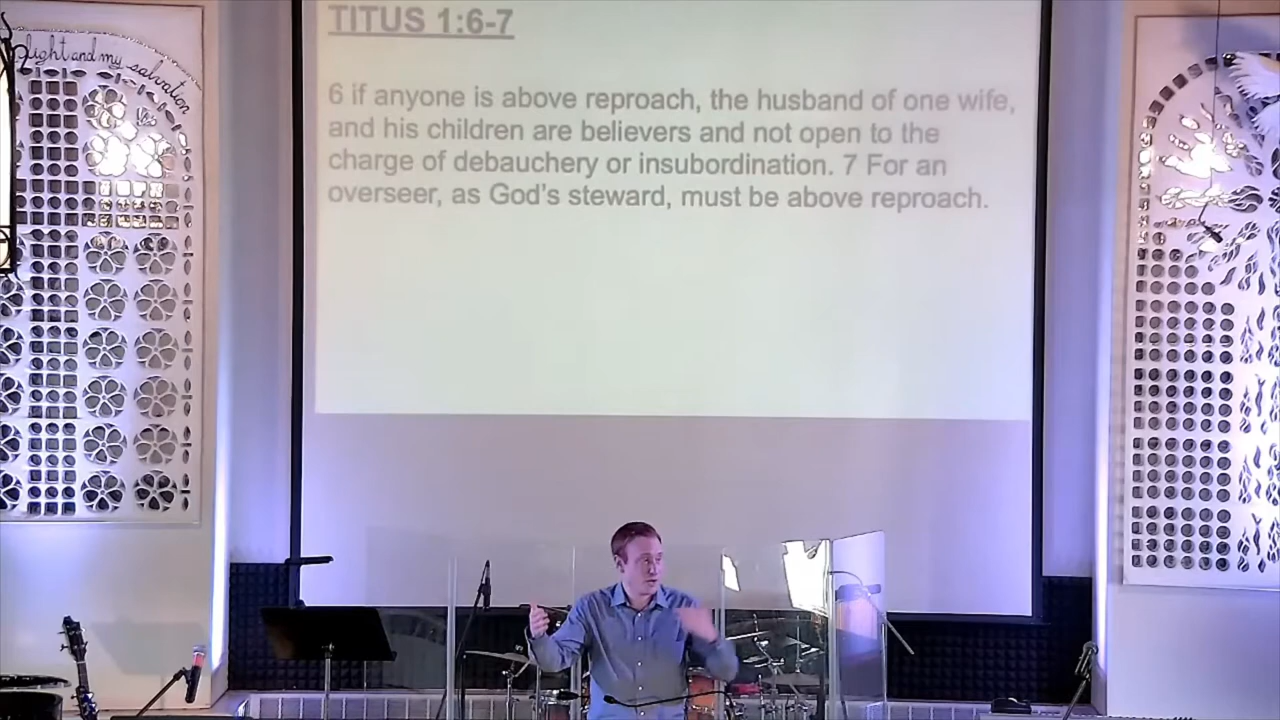 light and my salvation
TITUS 1:6-7
6 if anyone is above reproach, the husband of one wife,
and his children are believers and not open to the
charge of debauchery or insubordination. 7 For an
overseer, as God's steward, must be above reproach.